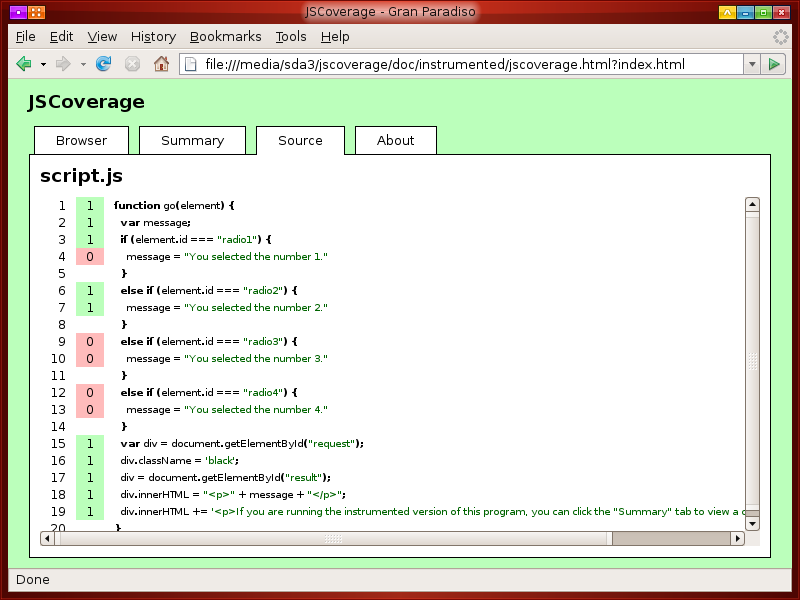 JSCoverage - Gran Paradiso
File Edit View History Bookmarks Tools Help
file:///media/sda3/jscoverage/doc/instrumented/jscoverage.html?index.html
JSCoverage
Browser Summary Source About
script.js
1 1 function go(element) {
2 1 var message;
3 1 if (element.id === "radio1") {
4 0 message = "You selected the number 1."
5 }
6 1 else if (element.id === "radio2") {
7 1 message = "You selected the number 2."
8 }
9 0 else if (element.id === "radio3") {
10 0 message = "You selected the number 3."
11 }
12 0 else if (element.id === "radio4") {
13 0 message = "You selected the number 4."
14 }
15 1 var div = document.getElementById("request");
16 1 div.className = 'black';
17 1 div = document.getElementById("result");
18 1 div.innerHTML = "<p>" + message + "</p>";
19 1 div.innerHTML += '<p>If you are running the instrumented version of this program, you can click the "Summary" tab to view a
20 }
Done